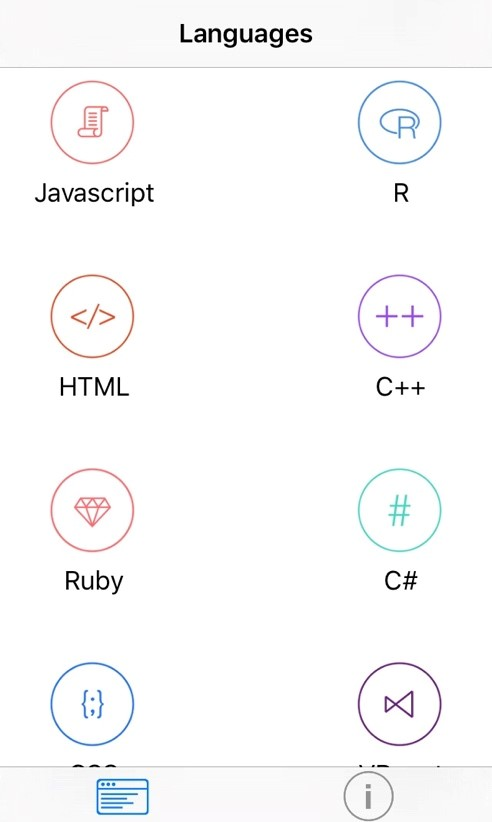 Languages
Javascript R
</>
++
HTML C++
#
Ruby C#
{;}